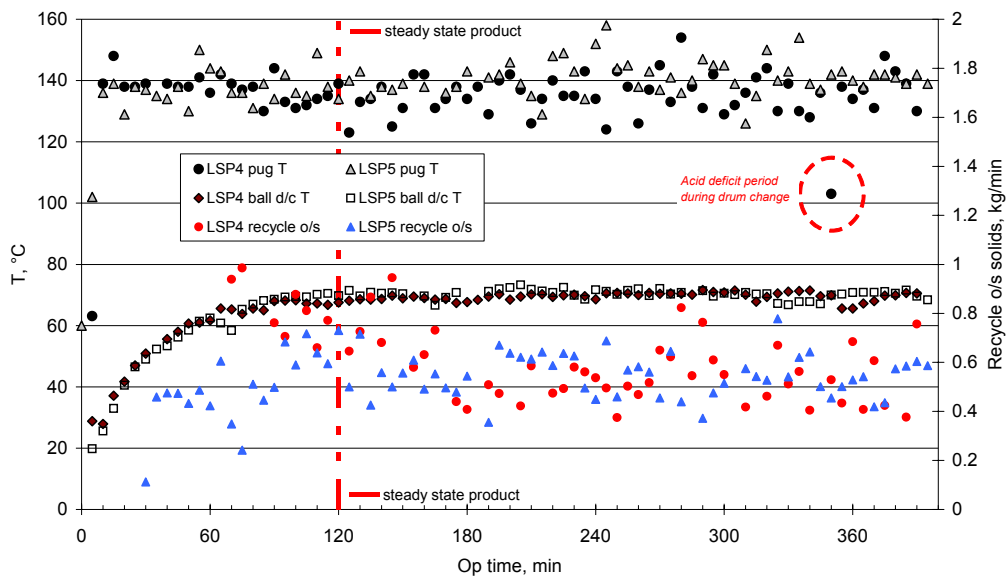 160
140
120
100
80
60
40
20
0
T, °C
2
1.8
1.6
1.4
1.2
1
0.8
0.6
0.4
0.2
0
Recycle o/s solids, kg/min
steady state product
LSP4 pug T
LSP5 pug T
LSP4 ball d/c T
LSP5 ball d/c T
LSP4 recycle o/s
LSP5 recycle o/s
Acid deficit period
during drum change
steady state product
0
60
120
180
240
300
360
Op time, min